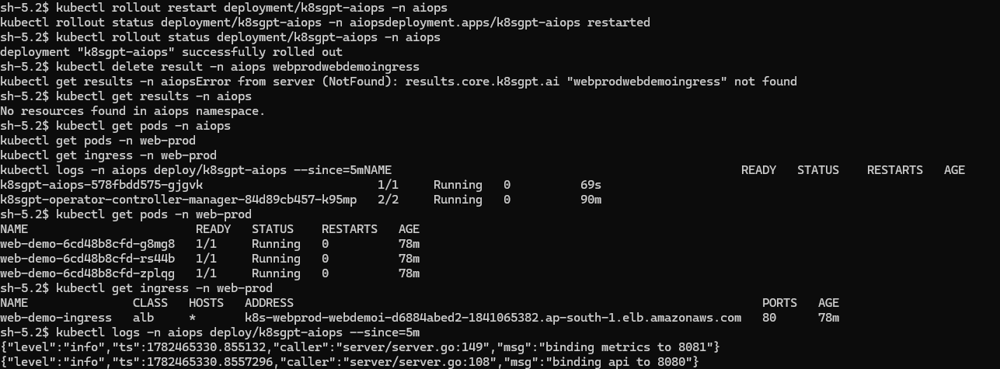 sh-5.2$ kubectl rollout restart deployment/k8sgpt-aiops -n aiops
kubectl rollout status deployment/k8sgpt-aiops -n aiopsdeployment.apps/k8sgpt-aiops restarted
sh-5.2$ kubectl rollout status deployment/k8sgpt-aiops -n aiops
deployment "k8sgpt-aiops" successfully rolled out
sh-5.2$ kubectl delete result -n aiops webprodwebdemoingress
kubectl get results -n aiopsError from server (NotFound): results.core.k8sgpt.ai "webprodwebdemoingress" not found
sh-5.2$ kubectl get results -n aiops
No resources found in aiops namespace.
sh-5.2$ kubectl get pods -n aiops
kubectl get pods -n web-prod
kubectl get ingress -n web-prod
kubectl logs -n aiops deploy/k8sgpt-aiops --since=5mNAME READY STATUS RESTARTS AGE
k8sgpt-aiops-578fbdd575-gjgvk 1/1 Running 0 69s
k8sgpt-operator-controller-manager-84d89cb457-k95mp 2/2 Running 0 90m
sh-5.2$ kubectl get pods -n web-prod
NAME READY STATUS RESTARTS AGE
web-demo-6cd48b8cfd-g8mg8 1/1 Running 0 78m
web-demo-6cd48b8cfd-rs44b 1/1 Running 0 78m
web-demo-6cd48b8cfd-zplqg 1/1 Running 0 78m
sh-5.2$ kubectl get ingress -n web-prod
NAME CLASS HOSTS ADDRESS PORTS AGE
web-demo-ingress alb * k8s-webprod-webdemoi-d6884abed2-1841065382.ap-south-1.elb.amazonaws.com 80 78m
sh-5.2$ kubectl logs -n aiops deploy/k8sgpt-aiops --since=5m
{"level":"info","ts":1782465330.855132,"caller":"server/server.go:149","msg":"binding metrics to 8081"}
{"level":"info","ts":1782465330.8557296,"caller":"server/server.go:108","msg":"binding api to 8080"}